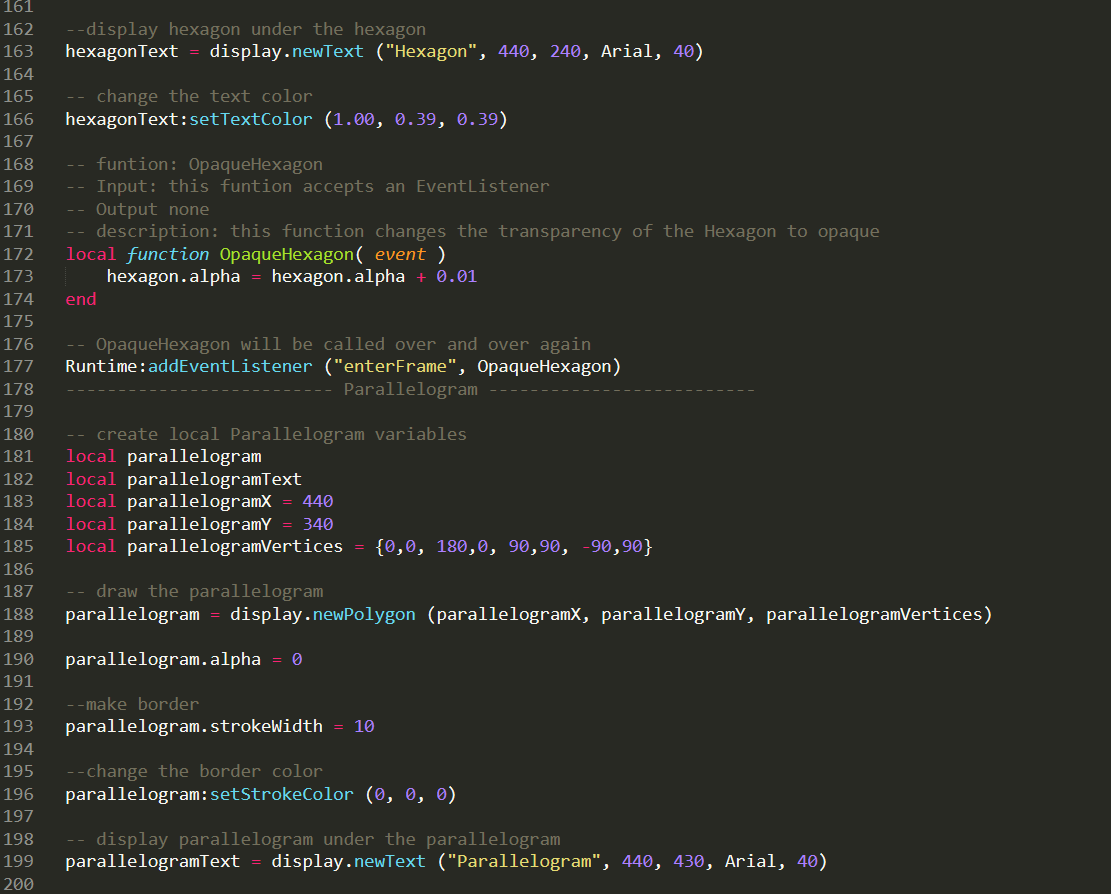 161
162 --display hexagon under the hexagon
163 hexagonText = display.newText ("Hexagon", 440, 240, Arial, 40)
164
165 -- change the text color
166 hexagonText:setTextColor (1.00, 0.39, 0.39)
167
168 -- funtion: OpaqueHexagon
169 -- Input: this funtion accepts an EventListener
170 -- Output none
171 -- description: this function changes the transparency of the Hexagon to opaque
172 local function OpaqueHexagon( event )
173     hexagon.alpha = hexagon.alpha + 0.01
174 end
175
176 -- OpaqueHexagon will be called over and over again
177 Runtime:addEventListener ("enterFrame", OpaqueHexagon)
178 -------------------------- Parallelogram --------------------------
179
180 -- create local Parallelogram variables
181 local parallelogram
182 local parallelogramText
183 local parallelogramX = 440
184 local parallelogramY = 340
185 local parallelogramVertices = {0,0, 180,0, 90,90, -90,90}
186
187 -- draw the parallelogram
188 parallelogram = display.newPolygon (parallelogramX, parallelogramY, parallelogramVertices)
189
190 parallelogram.alpha = 0
191
192 --make border
193 parallelogram.strokeWidth = 10
194
195 --change the border color
196 parallelogram:setStrokeColor (0, 0, 0)
197
198 -- display parallelogram under the parallelogram
199 parallelogramText = display.newText ("Parallelogram", 440, 430, Arial, 40)
200